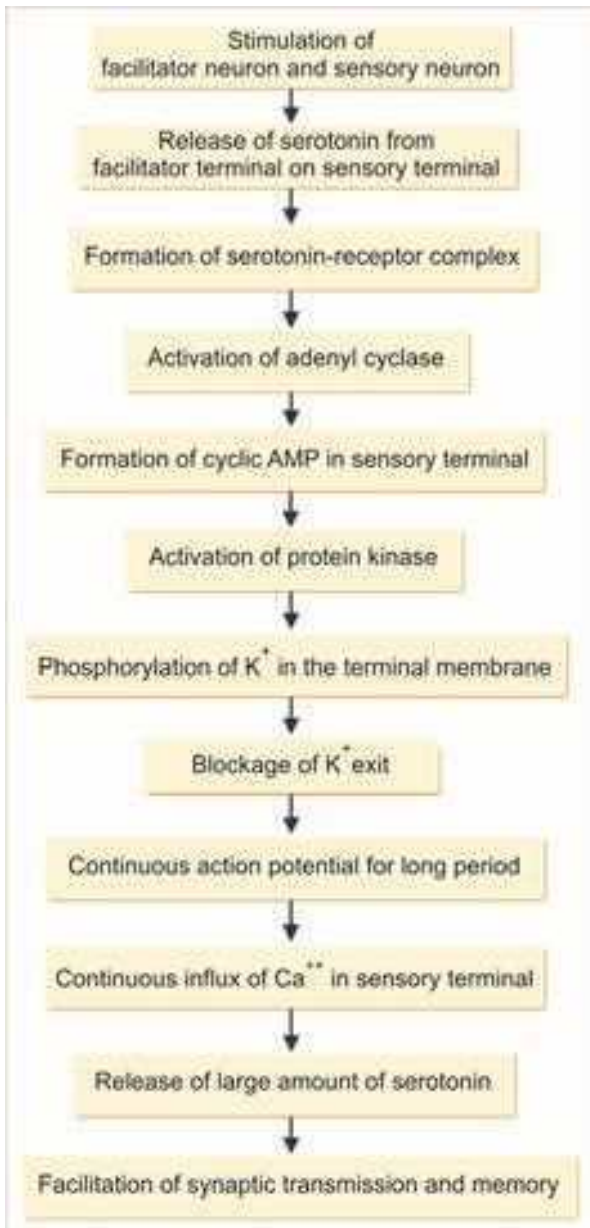 Stimulation of
facilitator neuron and sensory neuron
Release of serotonin from
facilitator terminal on sensory terminal
Formation of serotonin-receptor complex
Activation of adenyl cyclase
Formation of cyclic AMP in sensory terminal
Activation of protein kinase
Phosphorylation of K⁺ in the terminal membrane
Blockage of K⁺exit
Continuous action potential for long period
Continuous influx of Ca⁺⁺ in sensory terminal
Release of large amount of serotonin
Facilitation of synaptic transmission and memory